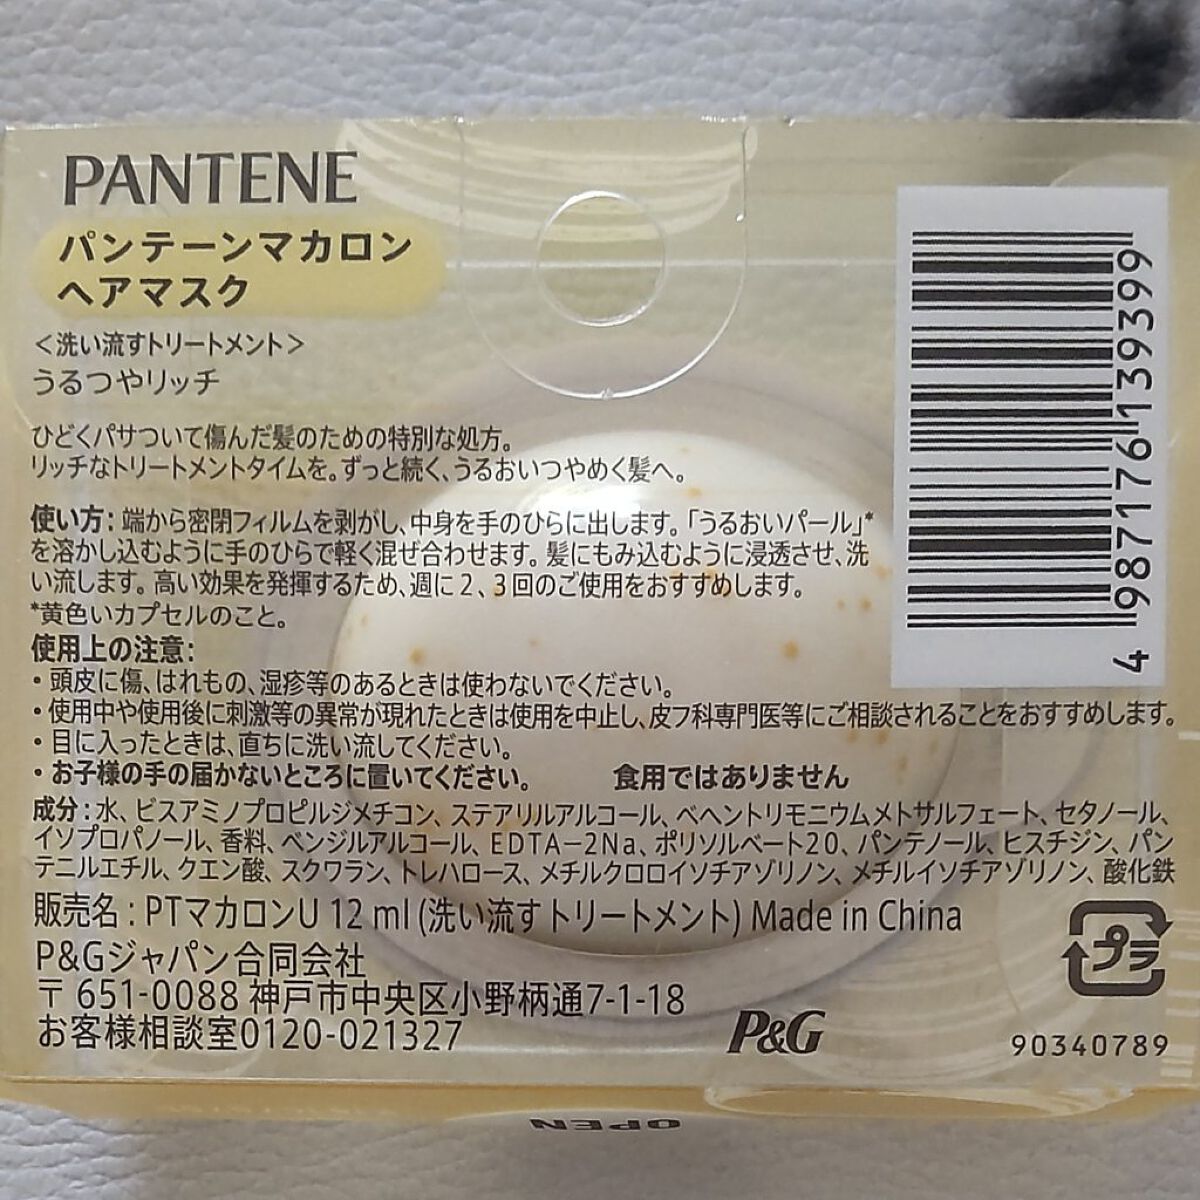 PANTENE
パンテーンマカロン
ヘアマスク
＜洗い流すトリートメント＞
うるつやリッチ
ひどくパサついて傷んだ髪のための特別な処方。
リッチなトリートメントタイムを。ずっと続く、うるおいつやめく髪へ。
使い方：端から密閉フィルムを剥がし、中身を手のひらに出します。「うるおいパール」*
を溶かし込むように手のひらで軽く混ぜ合わせます。髪にもみ込むように浸透させ、洗
い流します。高い効果を発揮するため、週に２、３回のご使用をおすすめします。
*黄色いカプセルのこと。
使用上の注意：
・頭皮に傷、はれもの、湿疹等のあるときは使わないでください。
・使用中や使用後に刺激等の異常が現れたときは使用を中止し、皮フ科専門医等にご相談されることをおすすめします。
・目に入ったときは、直ちに洗い流してください。
・お子様の手の届かないところに置いてください。 食用ではありません
成分：水、ビスアミノプロピルジメチコン、ステアリルアルコール、ベヘントリモニウムメトサルフェート、セタノール、
イソプロパノール、香料、ベンジルアルコール、EDTA－2Na、ポリソルベート20、パンテノール、ヒスチジン、パン
テニルエチル、クエン酸、スクワラン、トレハロース、メチルクロロイソチアゾリノン、メチルイソチアゾリノン、酸化鉄
販売名：PTマカロンU 12 ml (洗い流すトリートメント) Made in China
P&Gジャパン合同会社
〒 651-0088 神戸市中央区小野柄通7-1-18
お客様相談室0120-021327
P&G
プラ
90340789
4 987176 139399
OPEN